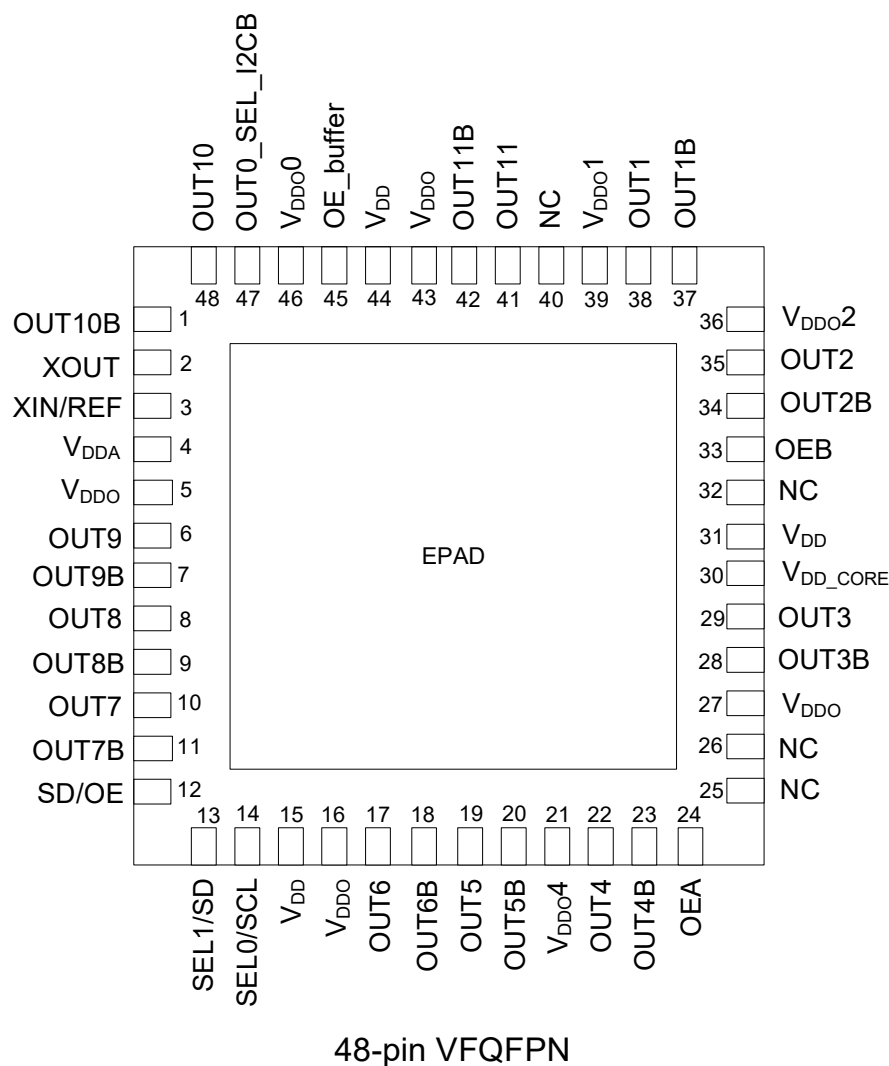 OUT10
OUT0_SEL_I2CB
VDDO0
OE_buffer
VDD
VDDO
OUT11B
OUT11
NC
VDDO1
OUT1
OUT1B
48
47
46
45
44
43
42
41
40
39
38
37
OUT10B 1
XOUT 2
XIN/REF 3
VDDA 4
VDDO 5
OUT9 6
OUT9B 7
OUT8 8
OUT8B 9
OUT7 10
OUT7B 11
SD/OE 12
EPAD
36 VDDO2
35 OUT2
34 OUT2B
33 OEB
32 NC
31 VDD
30 VDD_CORE
29 OUT3
28 OUT3B
27 VDDO
26 NC
25 NC
13
14
15
16
17
18
19
20
21
22
23
24
SEL1/SD
SEL0/SCL
VDD
VDDO
OUT6
OUT6B
OUT5
OUT5B
VDDO4
OUT4
OUT4B
OEA
48-pin VFQFPN